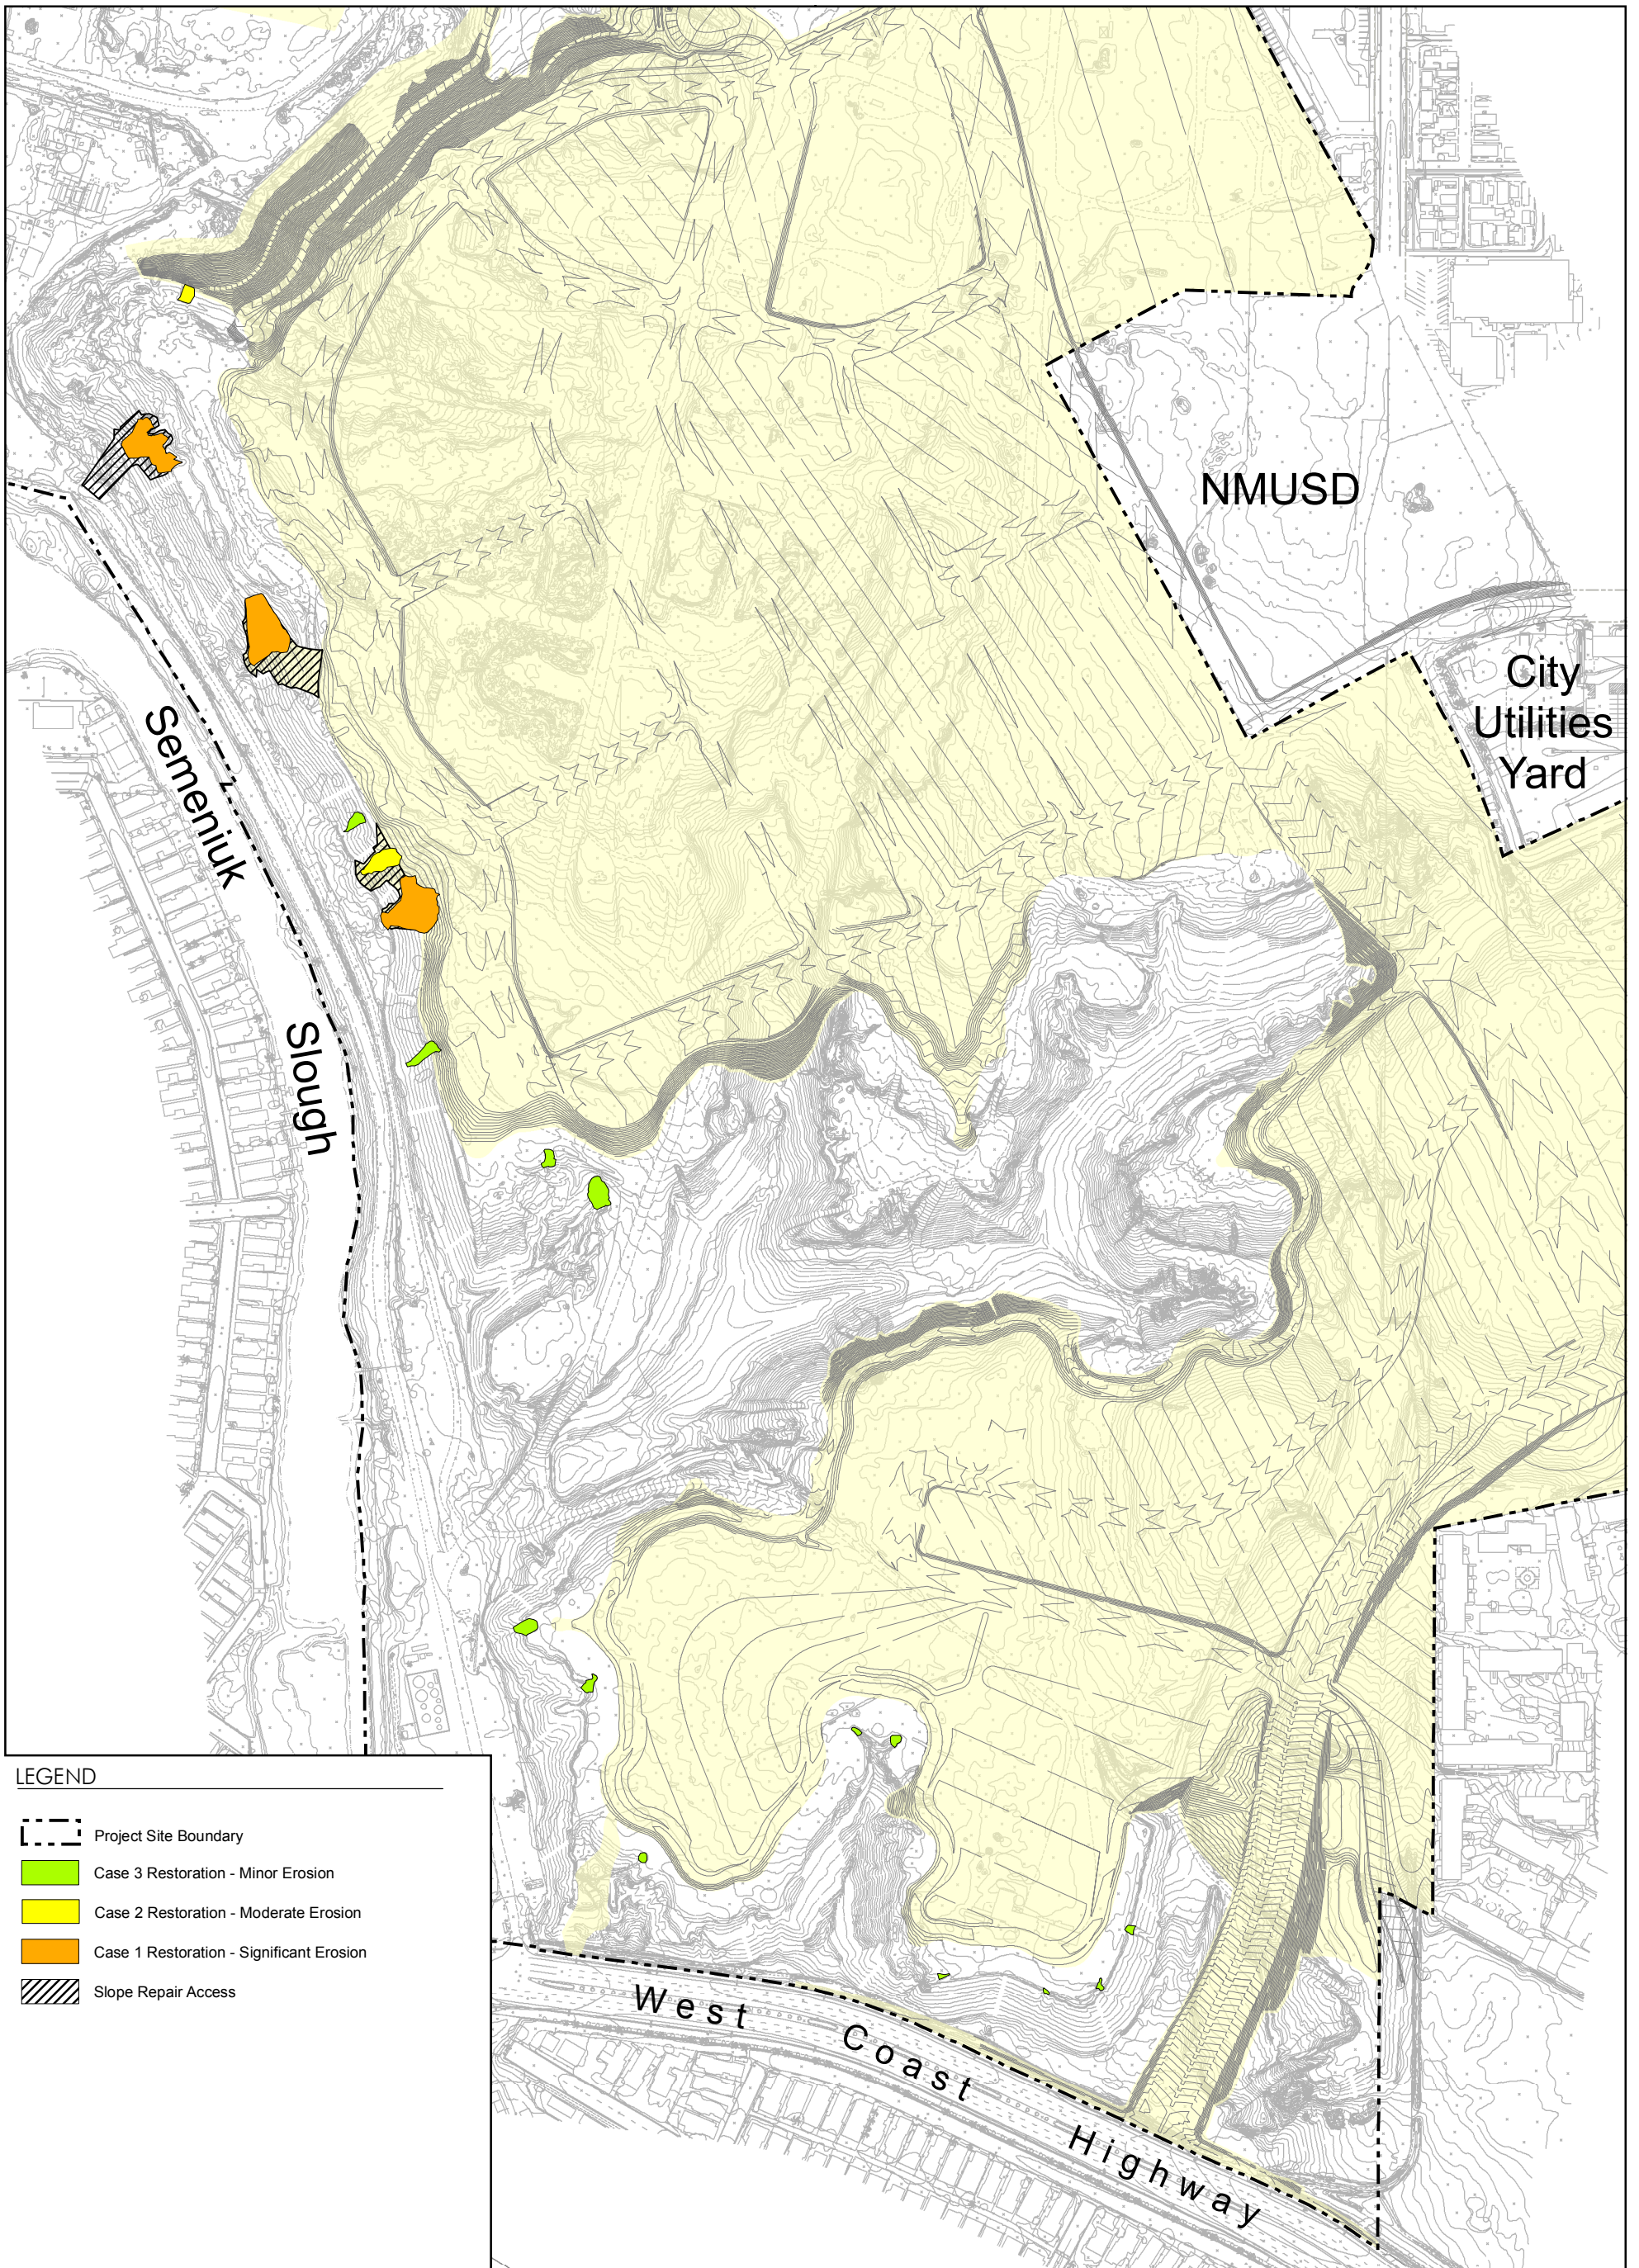 NMUSD
City
Utilities
Yard
Semeniuk
Slough
West Coast Highway
LEGEND
Project Site Boundary
Case 3 Restoration - Minor Erosion
Case 2 Restoration - Moderate Erosion
Case 1 Restoration - Significant Erosion
Slope Repair Access